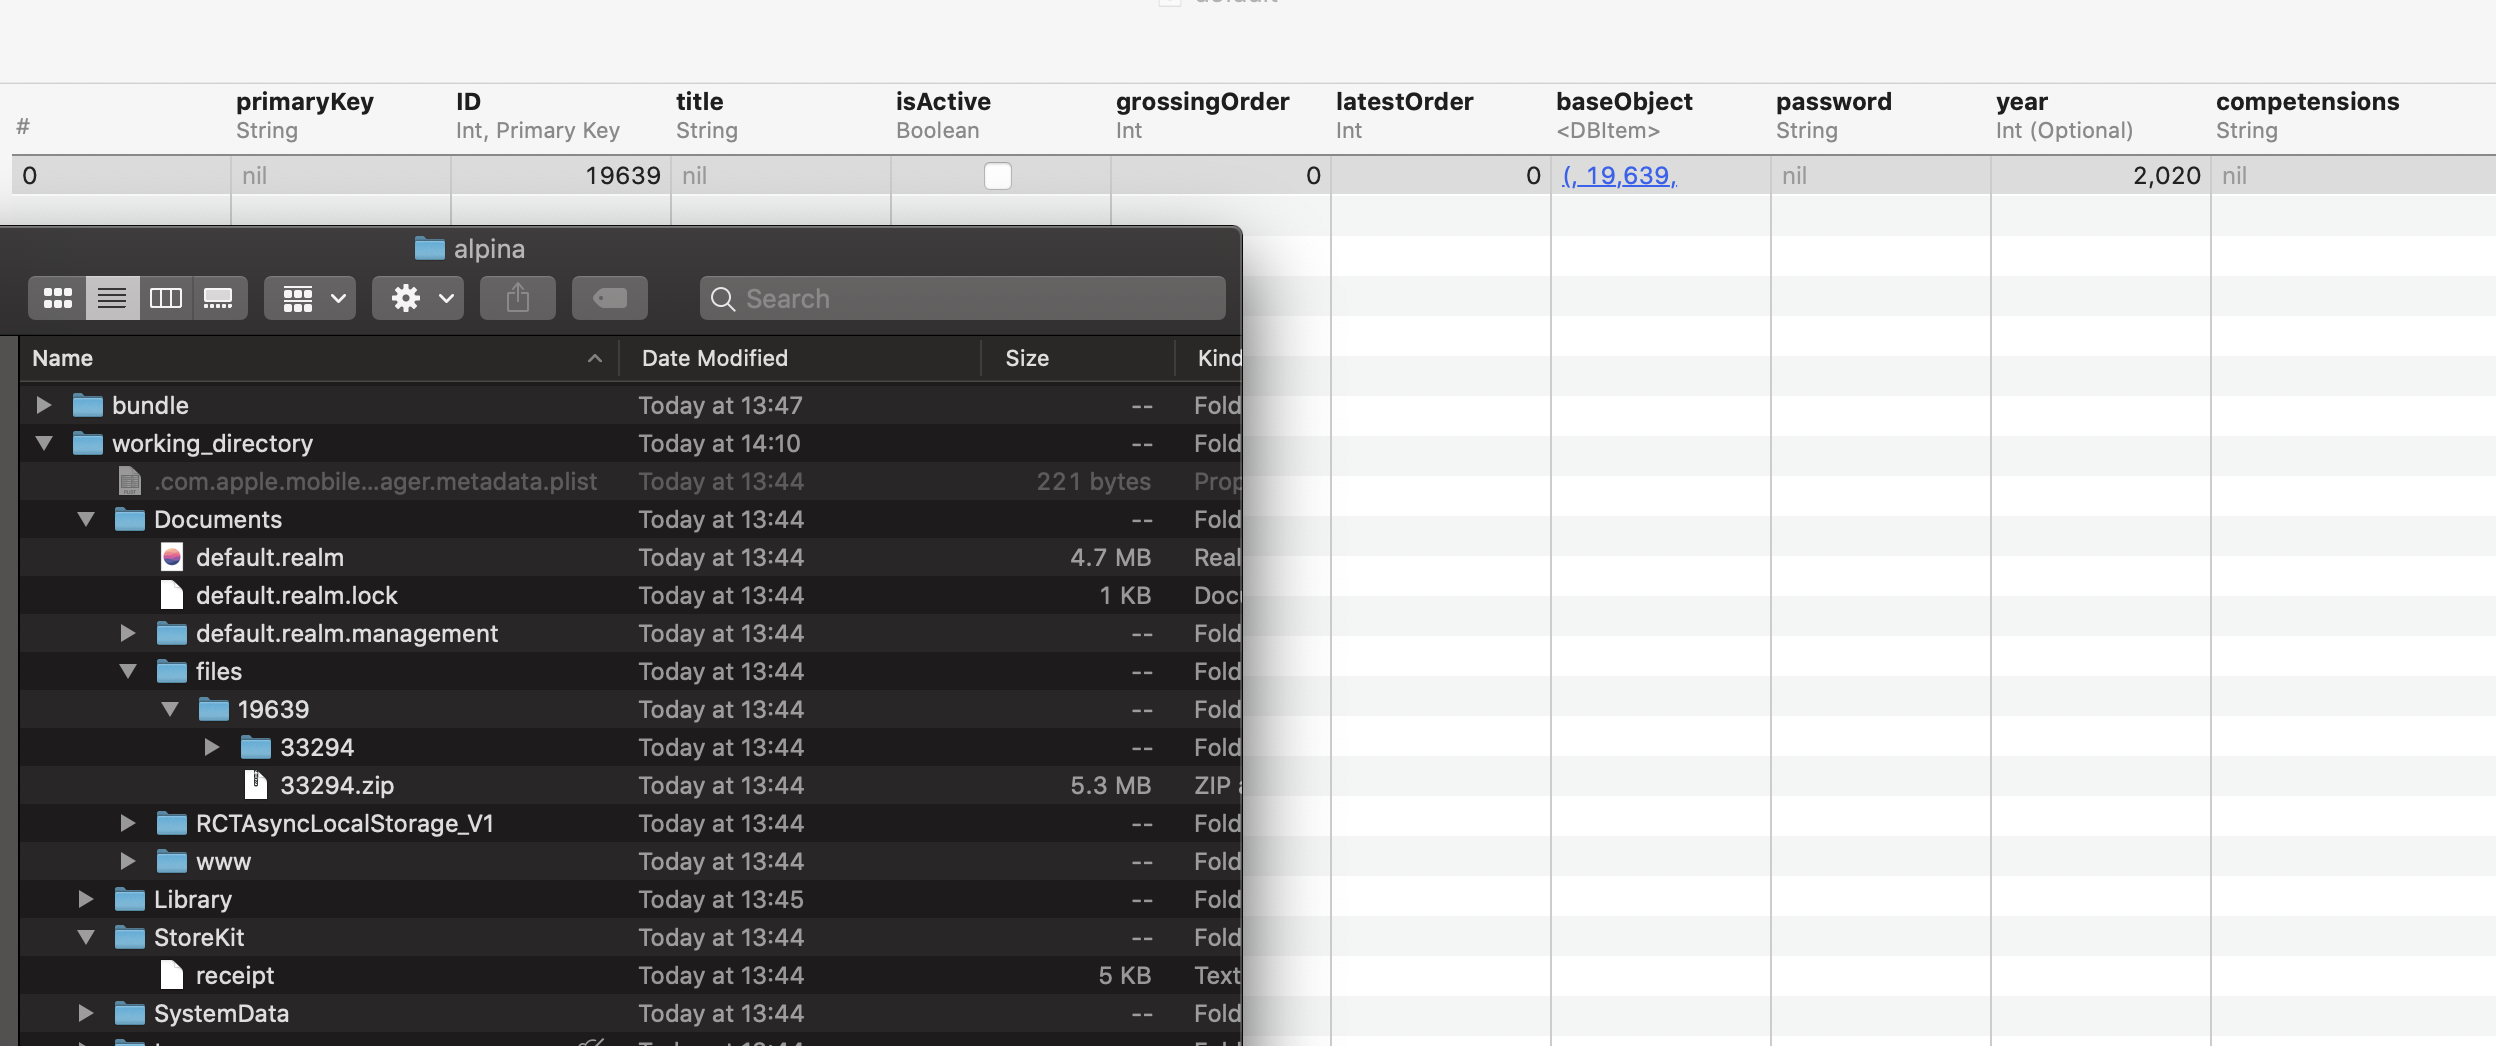 default
#
primaryKey ID title isActive grossingOrder latestOrder baseObject password year competensions
String Int, Primary Key String Boolean Int Int <DBItem> String Int (Optional) String
0 nil 19639 nil 0 0 (, 19,639, nil 2,020 nil
alpina
Search
Name Date Modified Size Kind
bundle Today at 13:47 -- Fold
working_directory Today at 14:10 -- Fold
.com.apple.mobile...ager.metadata.plist Today at 13:44 221 bytes Prop
Documents Today at 13:44 -- Fold
default.realm Today at 13:44 4.7 MB Real
default.realm.lock Today at 13:44 1 KB Docu
default.realm.management Today at 13:44 -- Fold
files Today at 13:44 -- Fold
19639 Today at 13:44 -- Fold
33294 Today at 13:44 -- Fold
33294.zip Today at 13:44 5.3 MB ZIP a
RCTAsyncLocalStorage_V1 Today at 13:44 -- Fold
www Today at 13:44 -- Fold
Library Today at 13:45 -- Fold
StoreKit Today at 13:44 -- Fold
receipt Today at 13:44 5 KB Text
SystemData Today at 13:44 -- Fold